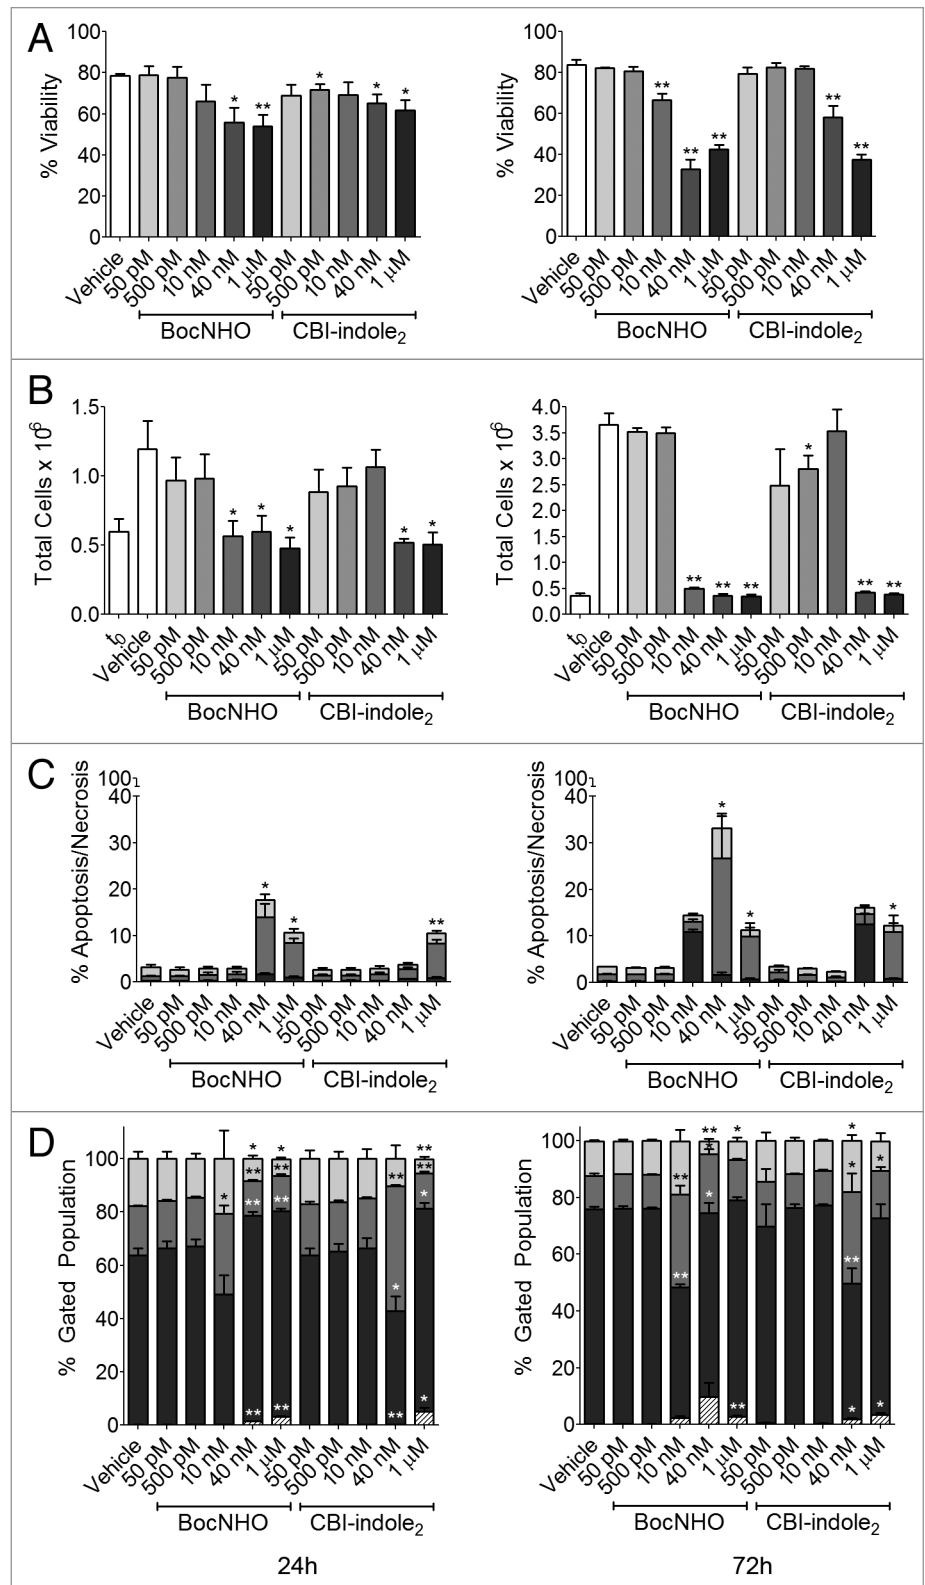 A
% Viability
100
80
60
40
20
0
* ** * * *
Vehicle 50 pM 500 pM 10 nM 40 nM 1 μM 50 pM 500 pM 10 nM 40 nM 1 μM
BocNHO CBI-indole2
% Viability
100
80
60
40
20
0
** ** ** ** **
Vehicle 50 pM 500 pM 10 nM 40 nM 1 μM 50 pM 500 pM 10 nM 40 nM 1 μM
BocNHO CBI-indole2
B
Total Cells x 10^6
1.5
1.0
0.5
0.0
* * * * *
t0 Vehicle 50 pM 500 pM 10 nM 40 nM 1 μM 50 pM 500 pM 10 nM 40 nM 1 μM
BocNHO CBI-indole2
Total Cells x 10^6
4.0
3.5
3.0
2.5
2.0
1.5
1.0
0.5
0.0
** ** ** * ** **
t0 Vehicle 50 pM 500 pM 10 nM 40 nM 1 μM 50 pM 500 pM 10 nM 40 nM 1 μM
BocNHO CBI-indole2
C
% Apoptosis/Necrosis
100
40
30
20
10
0
* * **
Vehicle 50 pM 500 pM 10 nM 40 nM 1 μM 50 pM 500 pM 10 nM 40 nM 1 μM
BocNHO CBI-indole2
% Apoptosis/Necrosis
100
40
30
20
10
0
* * *
Vehicle 50 pM 500 pM 10 nM 40 nM 1 μM 50 pM 500 pM 10 nM 40 nM 1 μM
BocNHO CBI-indole2
D
% Gated Population
100
80
60
40
20
0
* * **
** ** ** **
* ** ** *
*
** ** ** *
Vehicle 50 pM 500 pM 10 nM 40 nM 1 μM 50 pM 500 pM 10 nM 40 nM 1 μM
BocNHO CBI-indole2
24h
% Gated Population
100
80
60
40
20
0
** * *
* * *
** *
** **
** * *
Vehicle 50 pM 500 pM 10 nM 40 nM 1 μM 50 pM 500 pM 10 nM 40 nM 1 μM
BocNHO CBI-indole2
72h